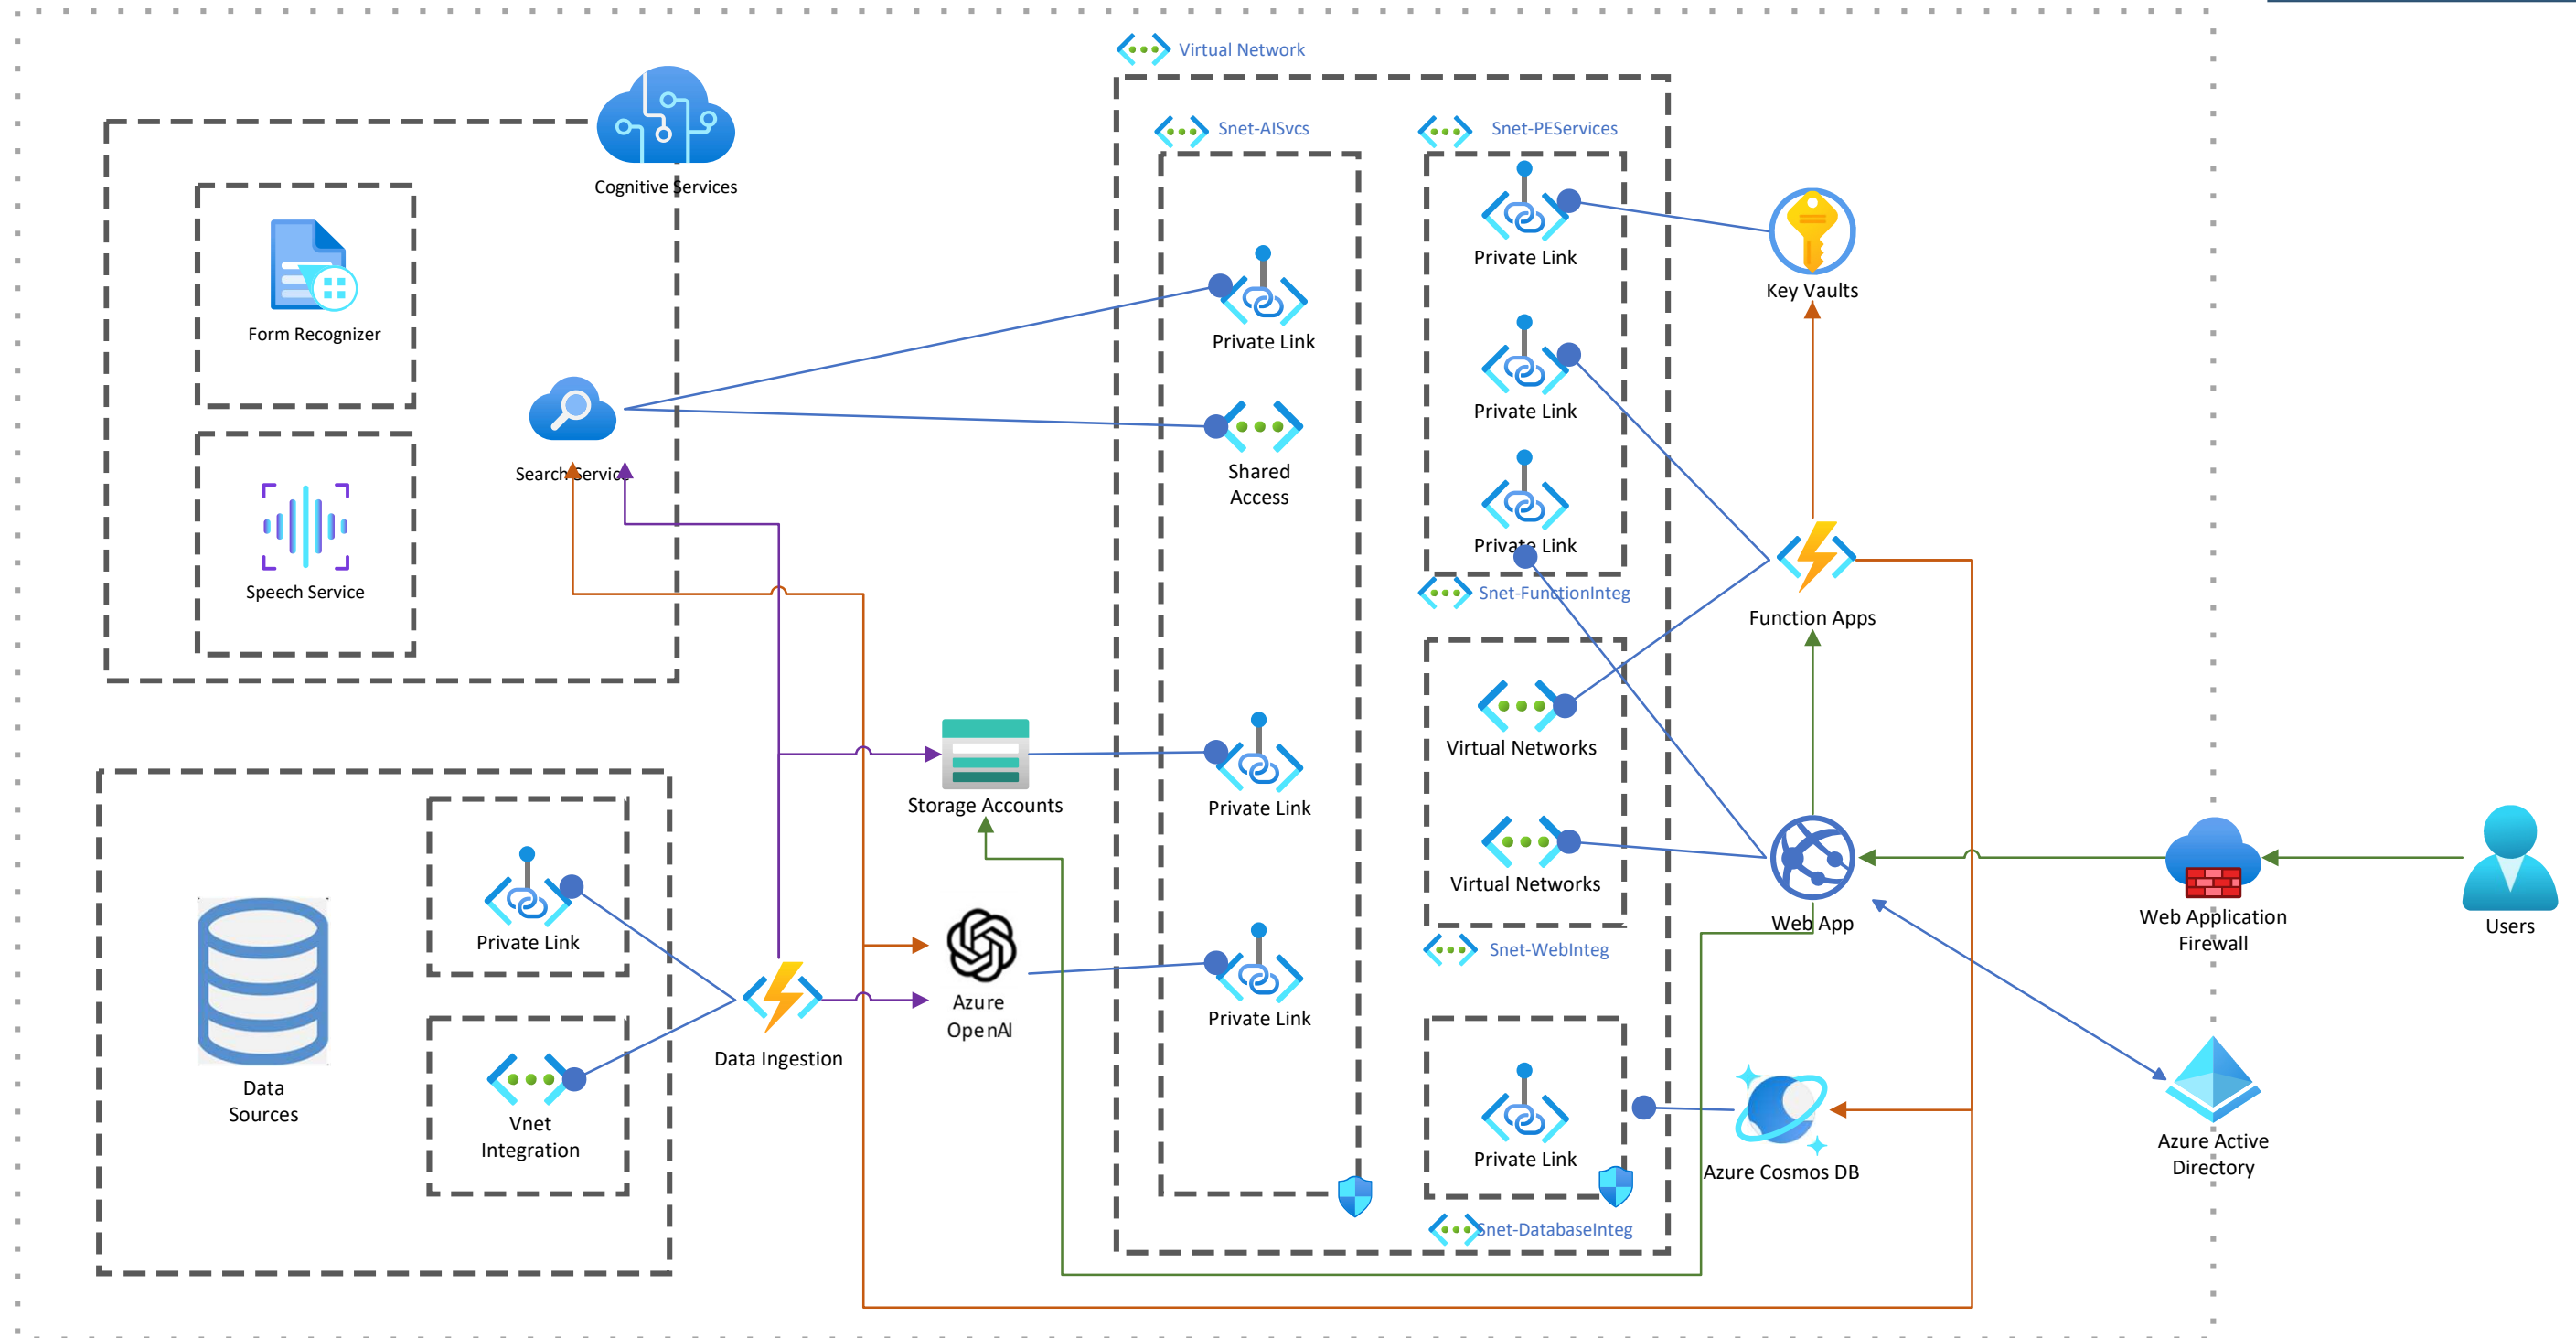 Virtual Network
Snet-AISvcs
Snet-PEServices
Cognitive Services
Form Recognizer
Search Service
Speech Service
Private Link
Shared
Access
Private Link
Private Link
Private Link
Private Link
Private Link
Key Vaults
Snet-FunctionInteg
Function Apps
Virtual Networks
Virtual Networks
Snet-WebInteg
Storage Accounts
Web App
Web Application
Firewall
Users
Data
Sources
Private Link
Vnet
Integration
Data Ingestion
Azure
OpenAI
Private Link
Snet-DatabaseInteg
Azure Cosmos DB
Azure Active
Directory